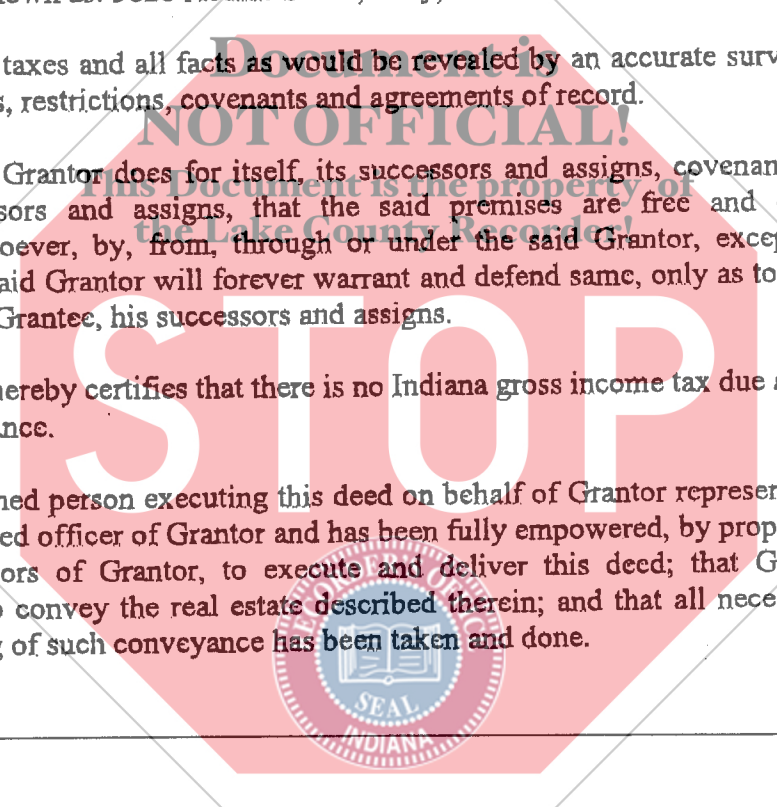 Document is
taxes and all facts as would be revealed by an accurate surv
s, restrictions, covenants and agreements of record.
NOT OFFICIAL!
Grantor does for itself, its successors and assigns, covenan
This Document is the property of
sors and assigns, that the said premises are free and
the Lake County Recorder!
oever, by, from, through or under the said Grantor, excep
aid Grantor will forever warrant and defend same, only as to
Grantee, his successors and assigns.
STOP
hereby certifies that there is no Indiana gross income tax due a
ance.
ned person executing this deed on behalf of Grantor represen
ed officer of Grantor and has been fully empowered, by prop
ors of Grantor, to execute and deliver this deed; that G
o convey the real estate described therein; and that all nece
g of such conveyance has been taken and done.
SEAL
INDIANA